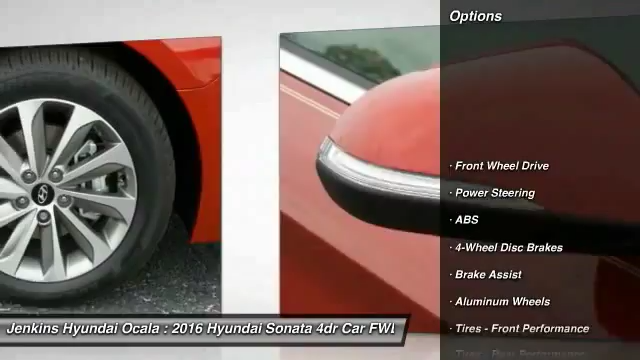 Options
· Front Wheel Drive
· Power Steering
· ABS
· 4-Wheel Disc Brakes
· Brake Assist
· Aluminum Wheels
· Tires - Front Performance
Jenkins Hyundai Ocala : 2016 Hyundai Sonata 4dr Car FWD